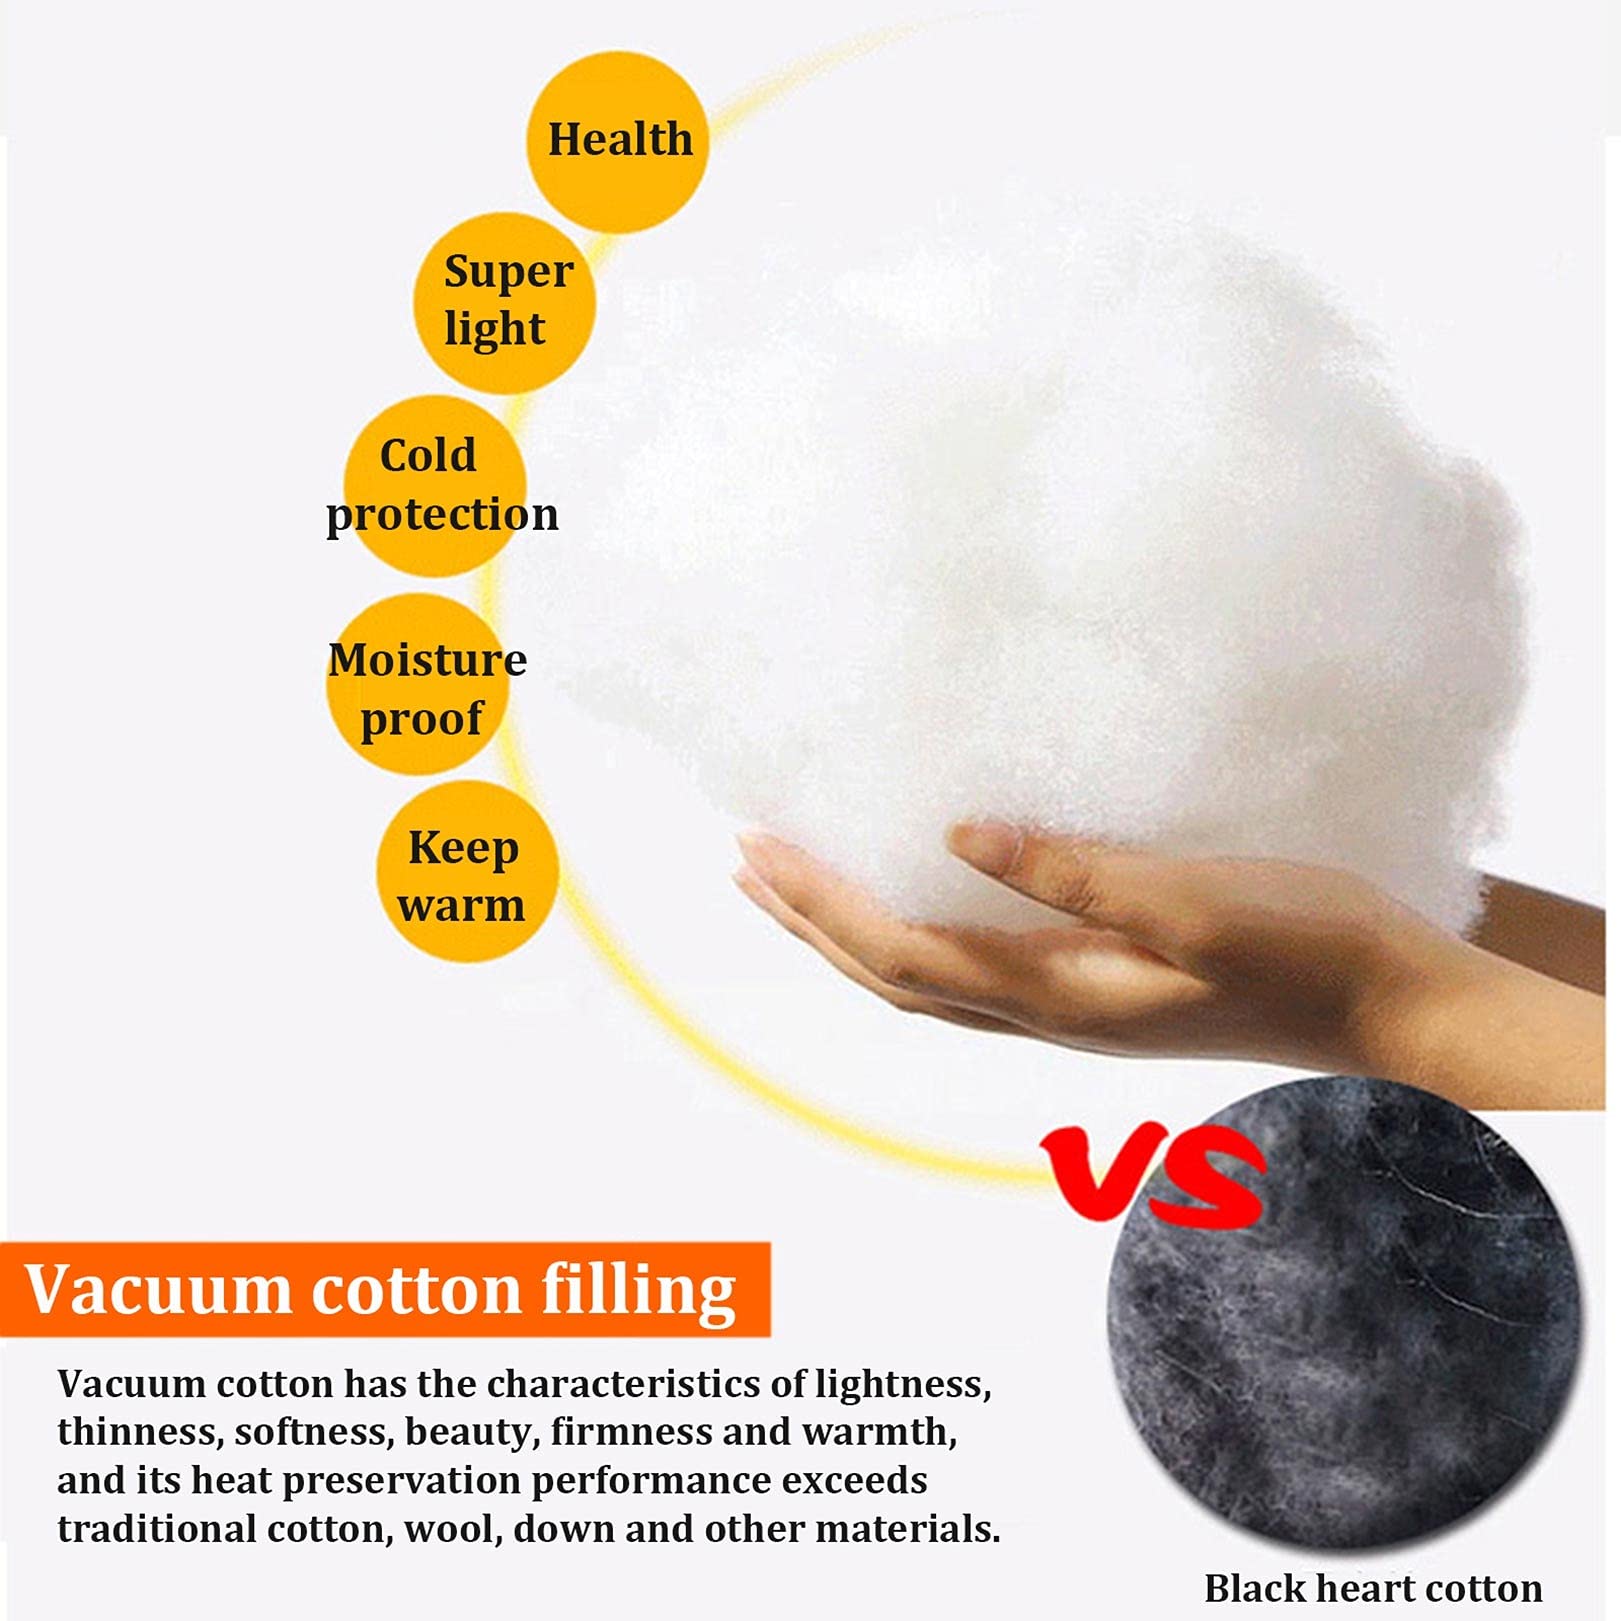 Health
Super
light
Cold
protection
Moisture
proof
Keep
warm
VS
Vacuum cotton filling
Vacuum cotton has the characteristics of lightness,
thinness, softness, beauty, firmness and warmth,
and its heat preservation performance exceeds
traditional cotton, wool, down and other materials.
Black heart cotton